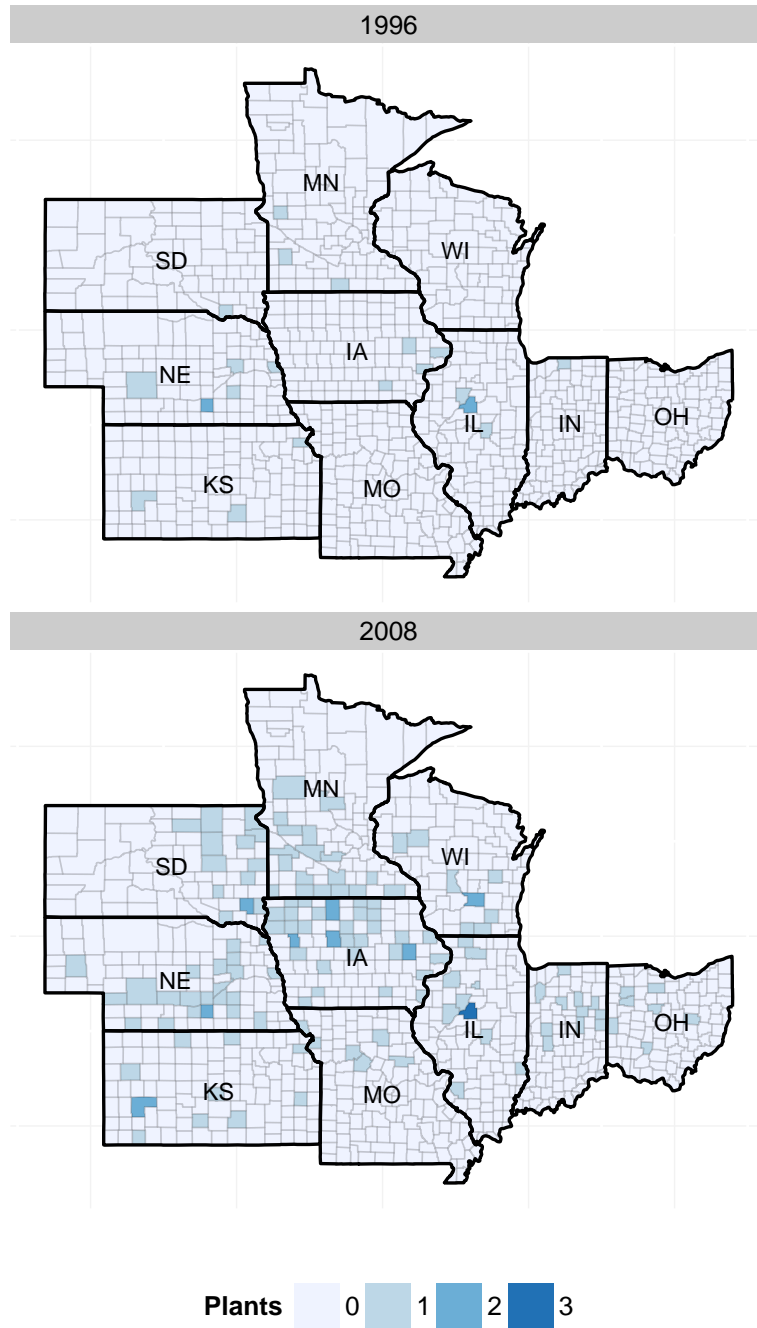 1996
MN
WI
SD
IA
NE
IL
IN
OH
KS
MO
2008
MN
WI
SD
IA
NE
IL
IN
OH
KS
MO
Plants 0 1 2 3